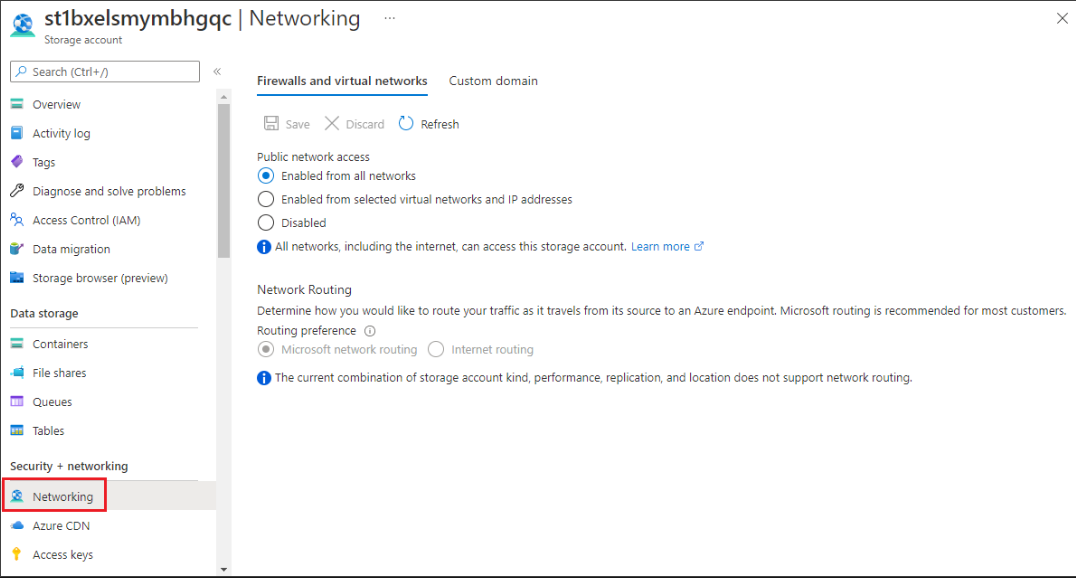 st1bxelsmymbhgqc | Networking ...
Storage account
Search (Ctrl+/)
«
Overview
Activity log
Tags
Diagnose and solve problems
Access Control (IAM)
Data migration
Storage browser (preview)
Data storage
Containers
File shares
Queues
Tables
Security + networking
Networking
Azure CDN
Access keys
Firewalls and virtual networks Custom domain
Save Discard Refresh
Public network access
Enabled from all networks
Enabled from selected virtual networks and IP addresses
Disabled
All networks, including the internet, can access this storage account. Learn more
Network Routing
Determine how you would like to route your traffic as it travels from its source to an Azure endpoint. Microsoft routing is recommended for most customers.
Routing preference
Microsoft network routing Internet routing
The current combination of storage account kind, performance, replication, and location does not support network routing.